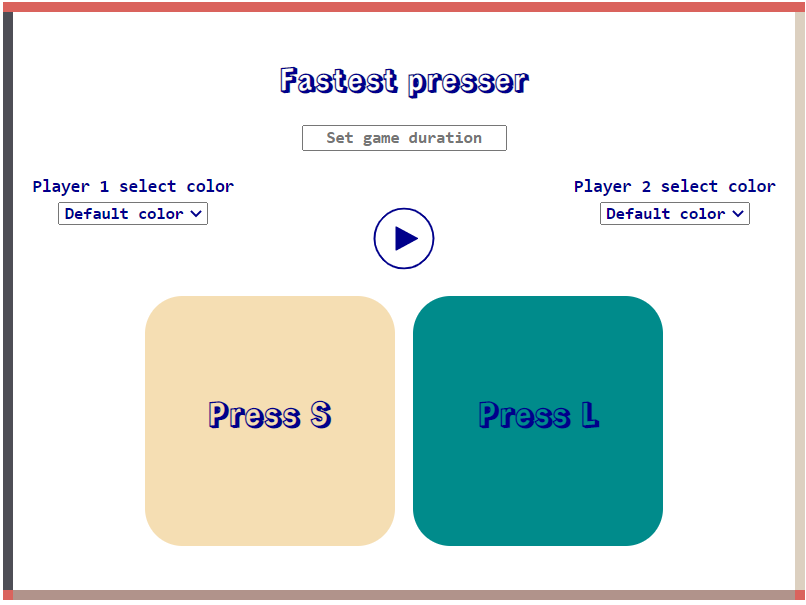 Fastest presser
Set game duration
Player 1 select color
Player 2 select color
Default color
Default color
Press S
Press L